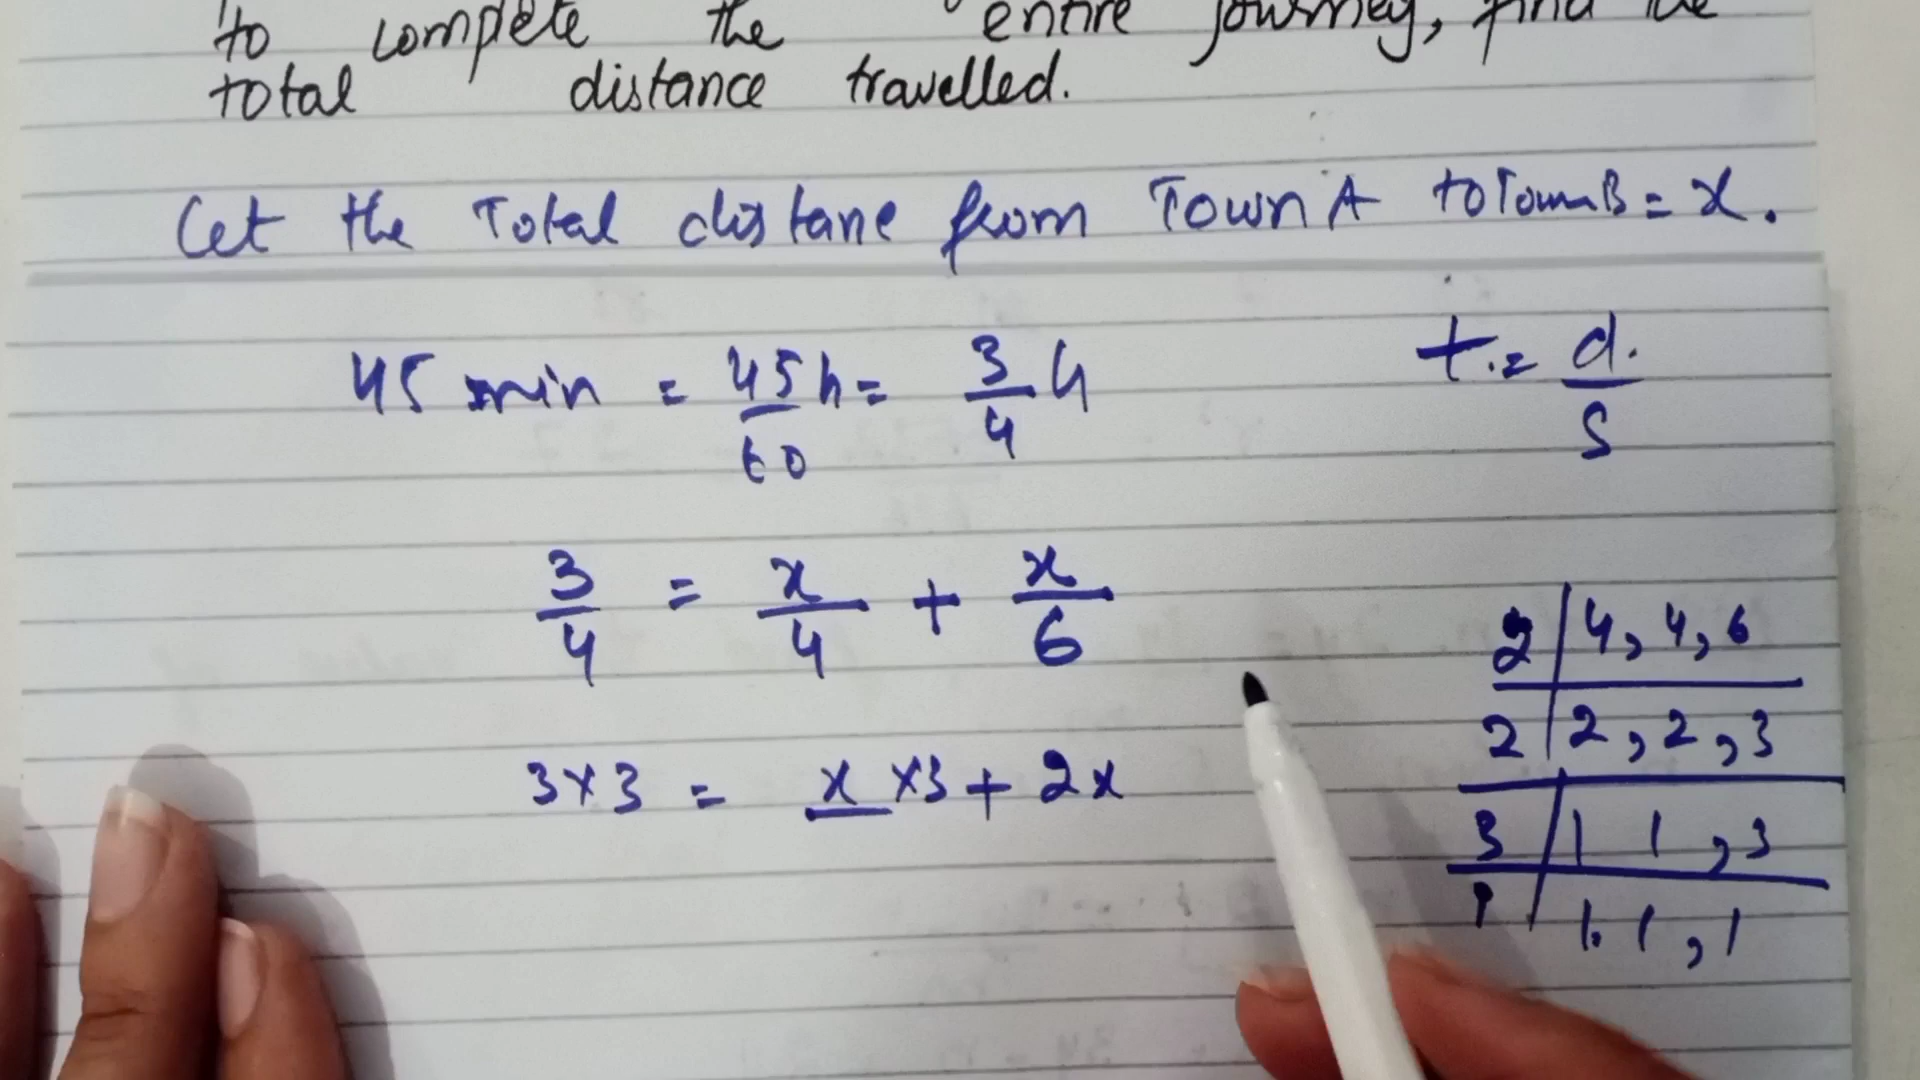 to complete the entire journey, find the
total distance travelled.
Let the Total distane from Town A to Town B = x.
45 min = 45/60 h = 3/4 h
t = d/s
3/4 = x/4 + x/6
3×3 = x ×3 + 2x
2 | 4, 4, 6
2 | 2, 2, 3
3 | 1 1, 3
1 | 1. 1, 1